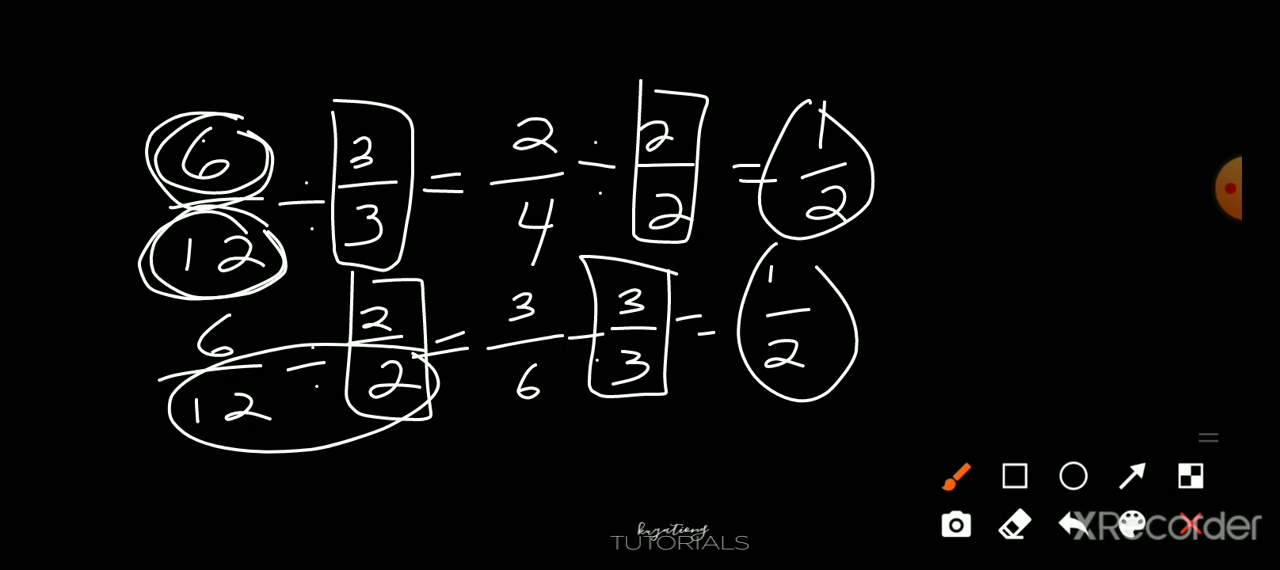 6/12 ÷ 3/3 = 2/4 ÷ 2/2 = 1/2
6/12 ÷ 2/2 = 3/6 ÷ 3/3 = 1/2
TUTORIALS
XRecorder